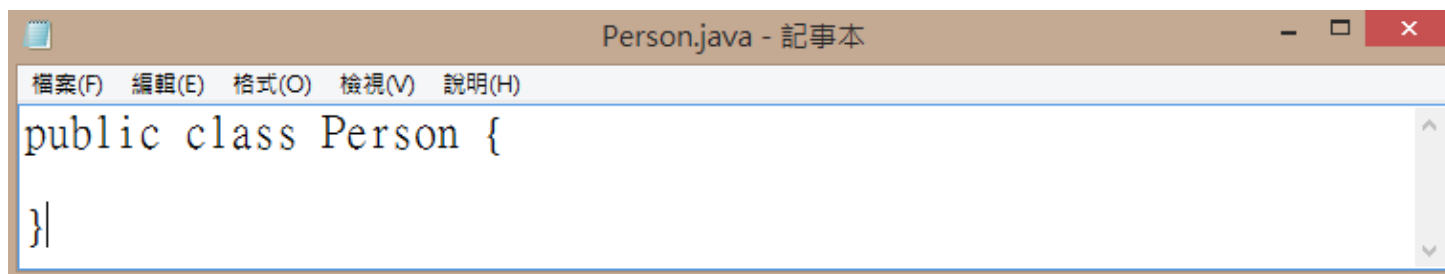 Person.java - 記事本
檔案(F) 編輯(E) 格式(O) 檢視(V) 說明(H)
public class Person {
}